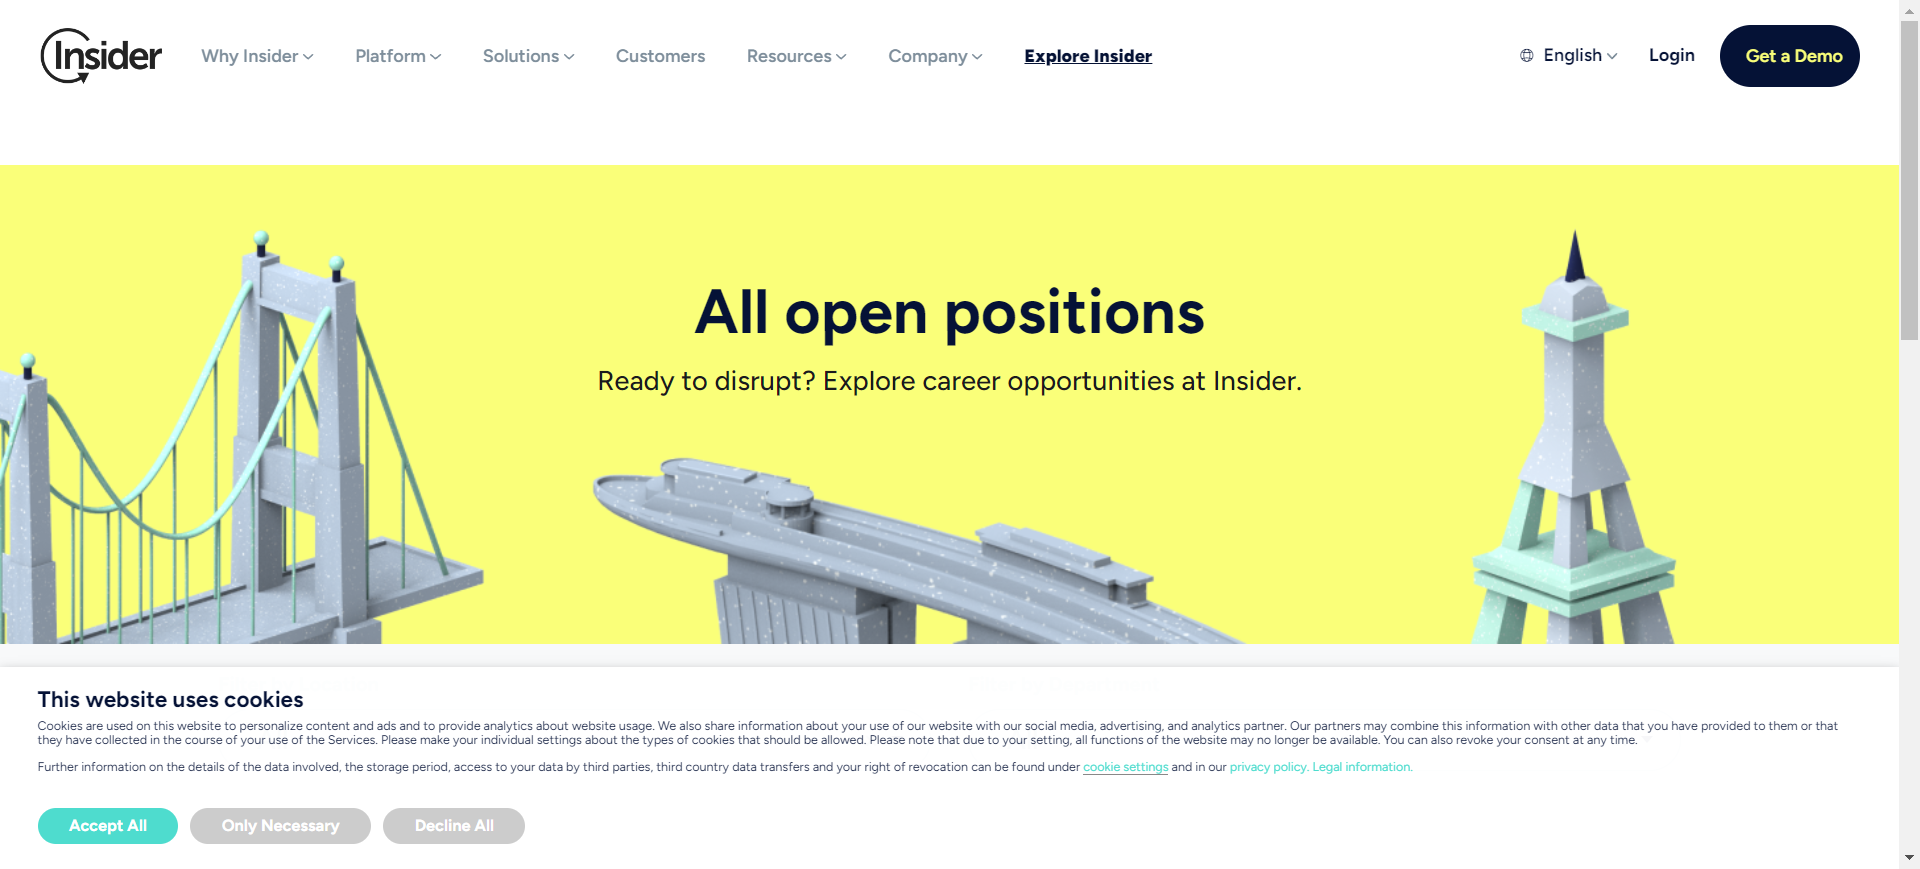 Insider
Why Insider
Platform
Solutions
Customers
Resources
Company
Explore Insider
English
Login
Get a Demo
All open positions
Ready to disrupt? Explore career opportunities at Insider.
This website uses cookies
Cookies are used on this website to personalize content and ads and to provide analytics about website usage. We also share information about your use of our website with our social media, advertising, and analytics partner. Our partners may combine this information with other data that you have provided to them or that
they have collected in the course of your use of the Services. Please make your individual settings about the types of cookies that should be allowed. Please note that due to your setting, all functions of the website may no longer be available. You can also revoke your consent at any time.
Further information on the details of the data involved, the storage period, access to your data by third parties, third country data transfers and your right of revocation can be found under cookie settings and in our privacy policy. Legal information.
Accept All
Only Necessary
Decline All